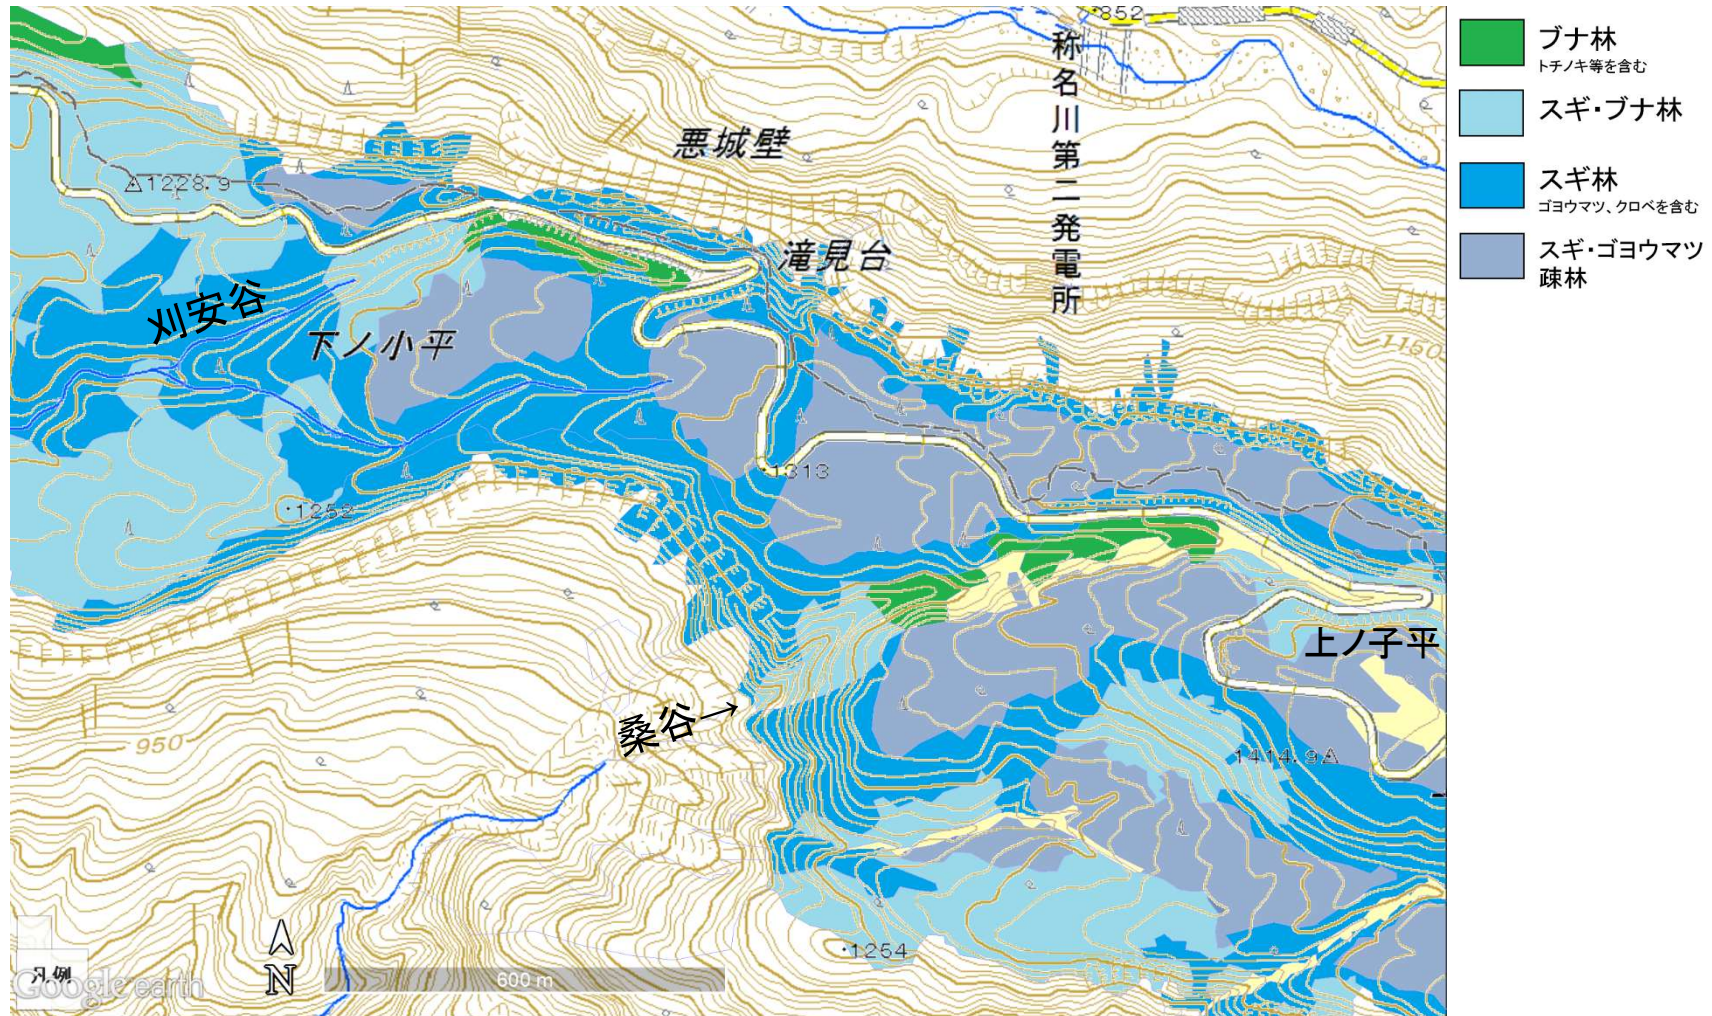 852
称名川第二発電所
悪城壁
1228.9
滝見台
刈安谷
下ノ小平
1160
1313
1252
上ノ子平
桑谷→
950
1414.9
1254
凡例
Google earth
N
600 m
ブナ林
トチノキ等を含む
スギ・ブナ林
スギ林
ゴヨウマツ、クロベを含む
スギ・ゴヨウマツ
疎林